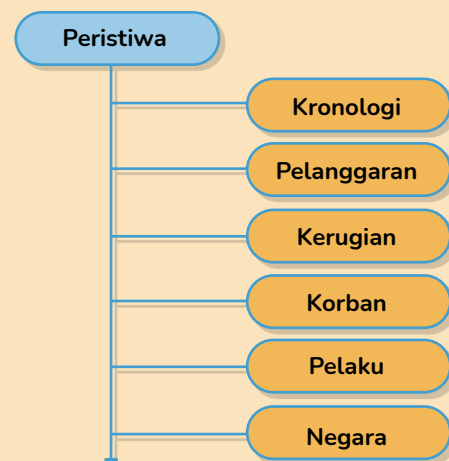 Peristiwa
Kronologi
Pelanggaran
Kerugian
Korban
Pelaku
Negara